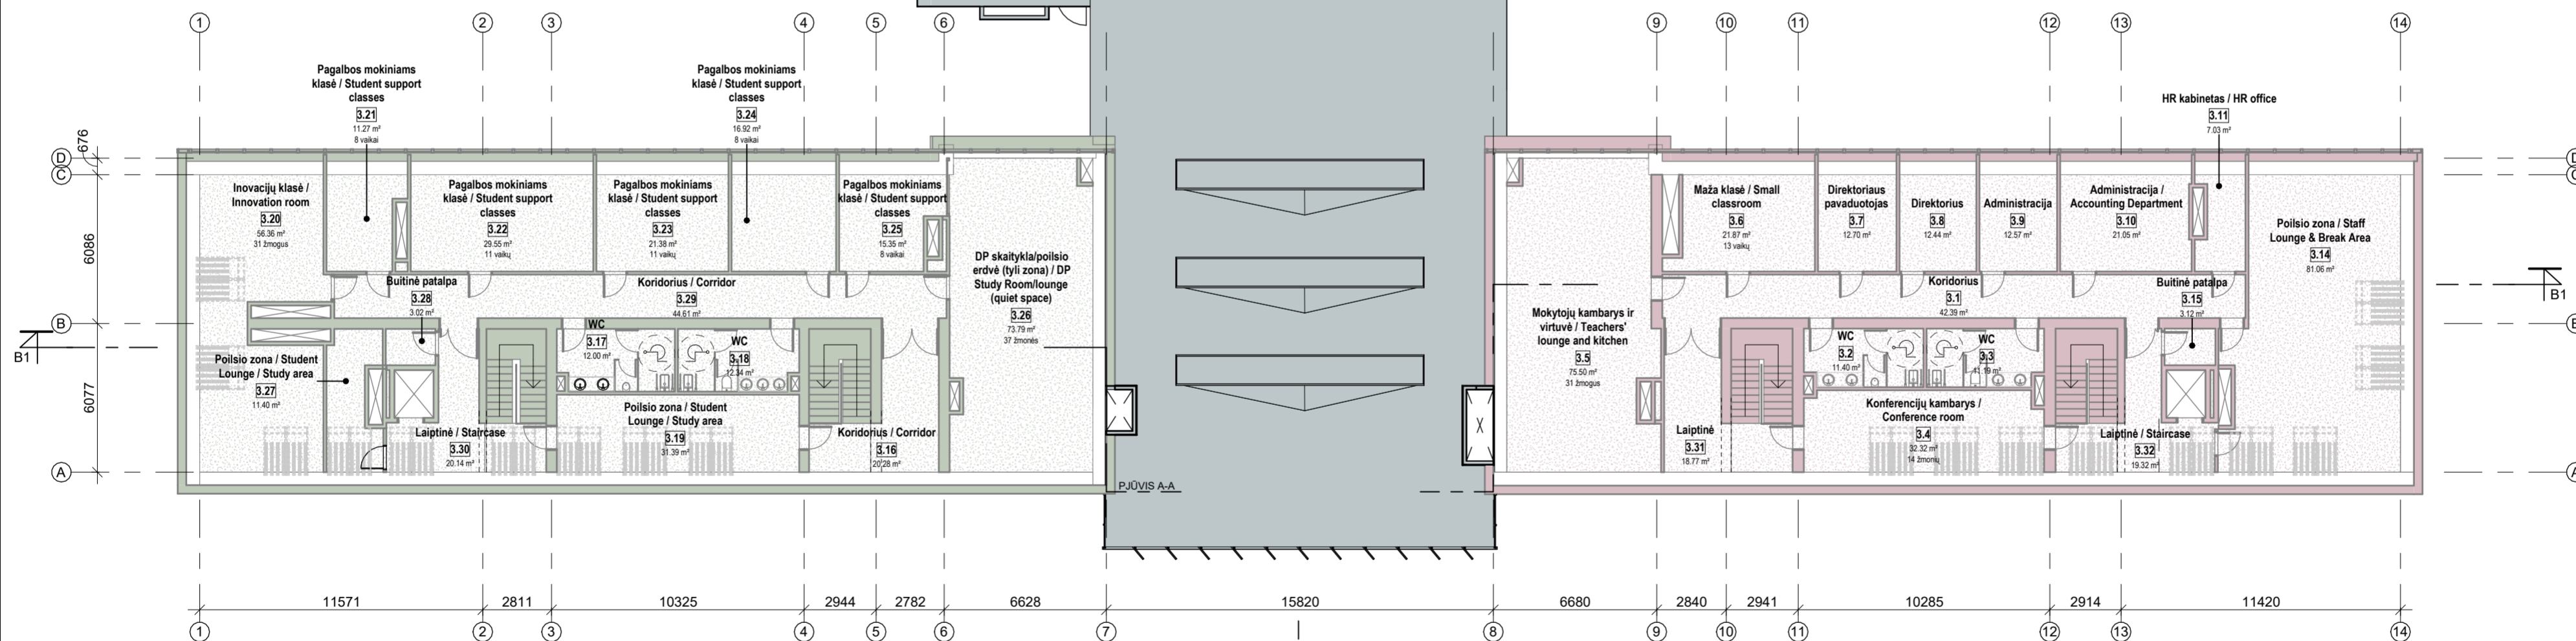 1
2
3
4
5
6
9
10
11
12
13
14
Pagalbos mokiniams
klasė / Student support
classes
3.21
11.27 m²
8 vaikai
Pagalbos mokiniams
klasė / Student support
classes
3.24
16.92 m²
8 vaikai
HR kabinetas / HR office
3.11
7.03 m²
676
D
C
6086
B
6077
A
B1
Inovacijų klasė /
Innovation room
3.20
56.36 m²
31 žmogus
Pagalbos mokiniams
klasė / Student support
classes
3.22
29.55 m²
11 vaikų
Pagalbos mokiniams
klasė / Student support
classes
3.23
21.38 m²
11 vaikų
Pagalbos mokiniams
klasė / Student support
classes
3.25
15.35 m²
8 vaikai
Buitinė patalpa
3.28
3.02 m²
Koridorius / Corridor
3.29
44.61 m²
DP skaitykla/poilsio
erdvė (tyli zona) / DP
Study Room/lounge
(quiet space)
3.26
73.79 m²
37 žmonės
WC
3.17
12.00 m²
WC
3.18
12.34 m²
Poilsio zona / Student
Lounge / Study area
3.27
11.40 m²
Poilsio zona / Student
Lounge / Study area
3.19
31.39 m²
Laiptinė / Staircase
3.30
20.14 m²
Koridorius / Corridor
3.16
20.28 m²
PJŪVIS A-A
Mokytojų kambarys ir
virtuvė / Teachers'
lounge and kitchen
3.5
75.50 m²
31 žmogus
Maža klasė / Small
classroom
3.6
21.87 m²
13 vaikų
Direktoriaus
pavaduotojas
3.7
12.70 m²
Direktorius
3.8
12.44 m²
Administracija
3.9
12.57 m²
Administracija /
Accounting Department
3.10
21.05 m²
Poilsio zona / Staff
Lounge & Break Area
3.14
81.06 m²
Koridorius
3.1
42.39 m²
Buitinė patalpa
3.15
3.12 m²
WC
3.2
11.40 m²
WC
3.3
11.19 m²
Konferencijų kambarys /
Conference room
3.4
32.32 m²
14 žmonių
Laiptinė
3.31
18.77 m²
Laiptinė / Staircase
3.32
19.32 m²
B1
11571
2811
10325
2944
2782
6628
15820
6680
2840
2941
10285
2914
11420
1
2
3
4
5
6
7
8
9
10
11
12
13
14